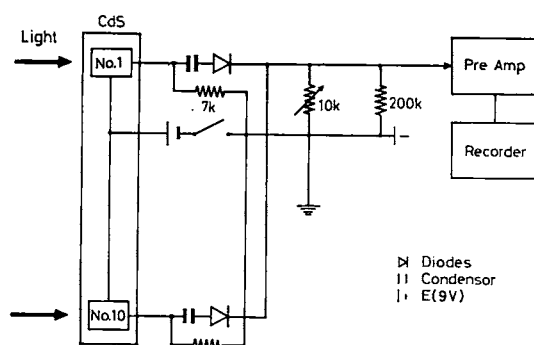 CdS
Light
No.1
Pre Amp
7k
10k
200k
Recorder
Diodes
Condensor
E(9V)
No.10